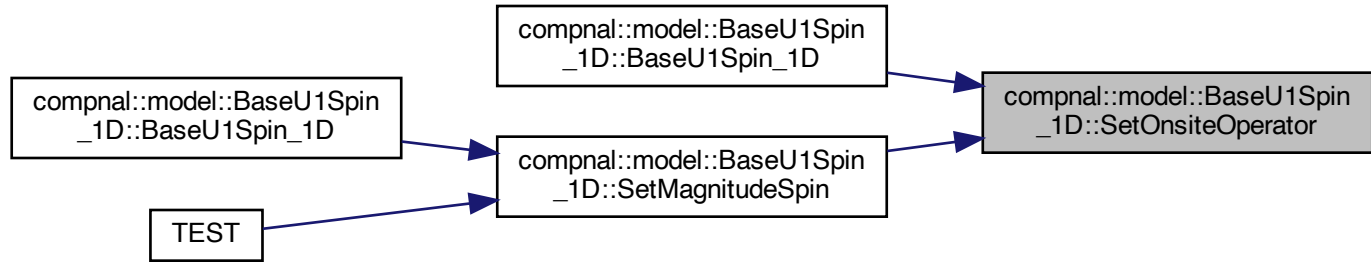 compnal::model::BaseU1Spin
_1D::BaseU1Spin_1D
compnal::model::BaseU1Spin
_1D::BaseU1Spin_1D
compnal::model::BaseU1Spin
_1D::SetOnsiteOperator
compnal::model::BaseU1Spin
_1D::SetMagnitudeSpin
TEST